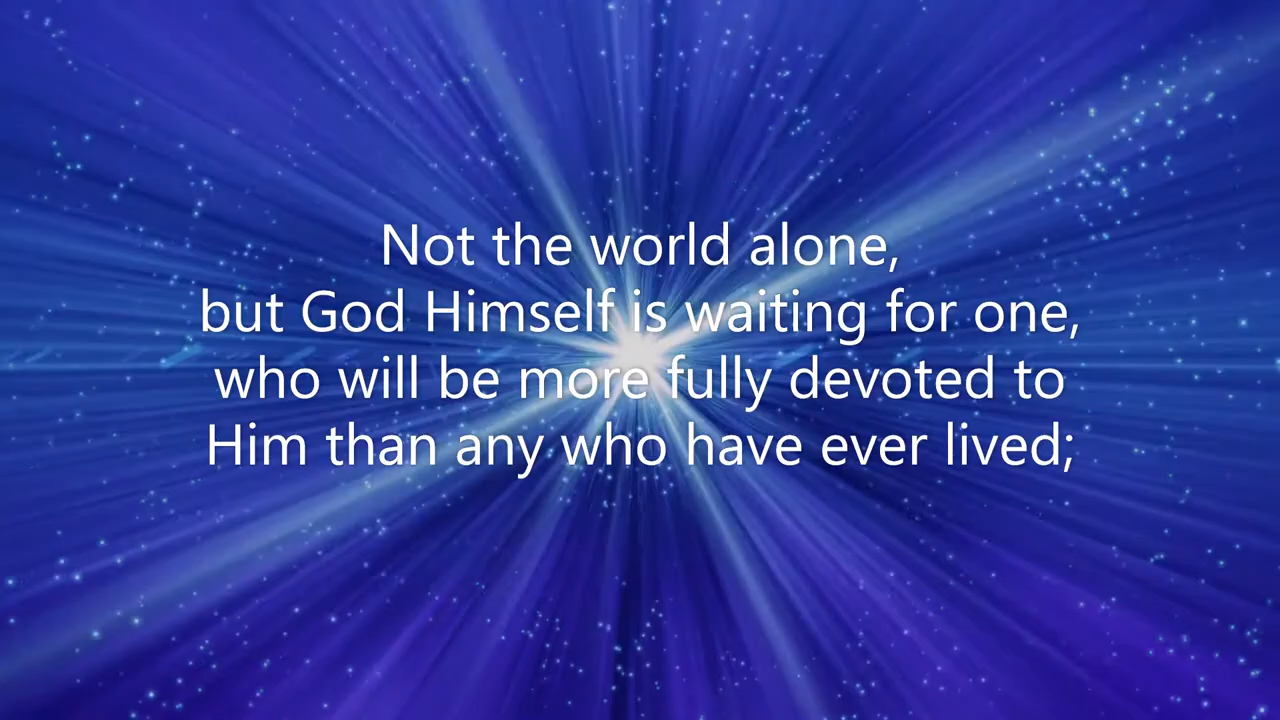 Not the world alone,
but God Himself is waiting for one,
who will be more fully devoted to
Him than any who have ever lived;